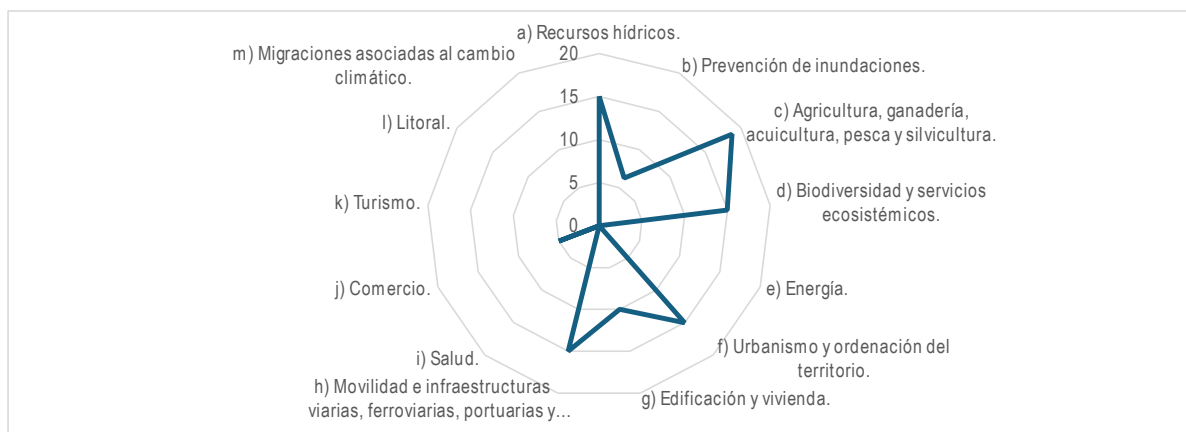 a) Recursos hídricos.
b) Prevención de inundaciones.
c) Agricultura, ganadería,
acuicultura, pesca y silvicultura.
d) Biodiversidad y servicios
ecosistémicos.
e) Energía.
f) Urbanismo y ordenación del
territorio.
g) Edificación y vivienda.
h) Movilidad e infraestructuras
viarias, ferroviarias, portuarias y...
i) Salud.
j) Comercio.
k) Turismo.
l) Litoral.
m) Migraciones asociadas al cambio
climático.
20
15
10
5
0